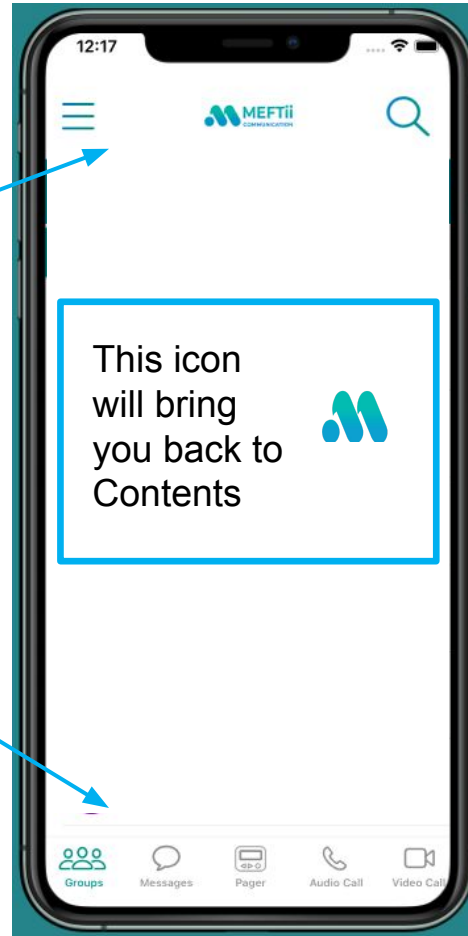 12:17
MEFTii
COMMUNICATION
This icon
will bring
you back to
Contents
Groups Messages Pager Audio Call Video Call